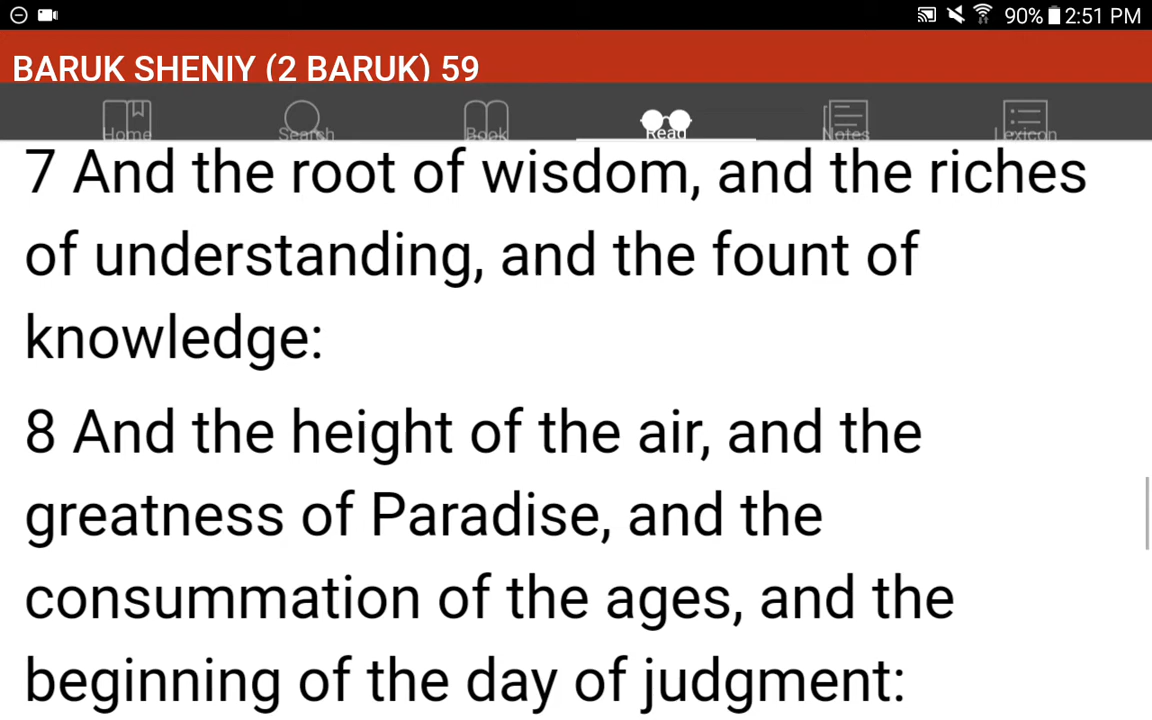 90% 2:51 PM
BARUK SHENIY (2 BARUK) 59
Home Search Book Read Notes Lexicon
7 And the root of wisdom, and the riches
of understanding, and the fount of
knowledge:
8 And the height of the air, and the
greatness of Paradise, and the
consummation of the ages, and the
beginning of the day of judgment: